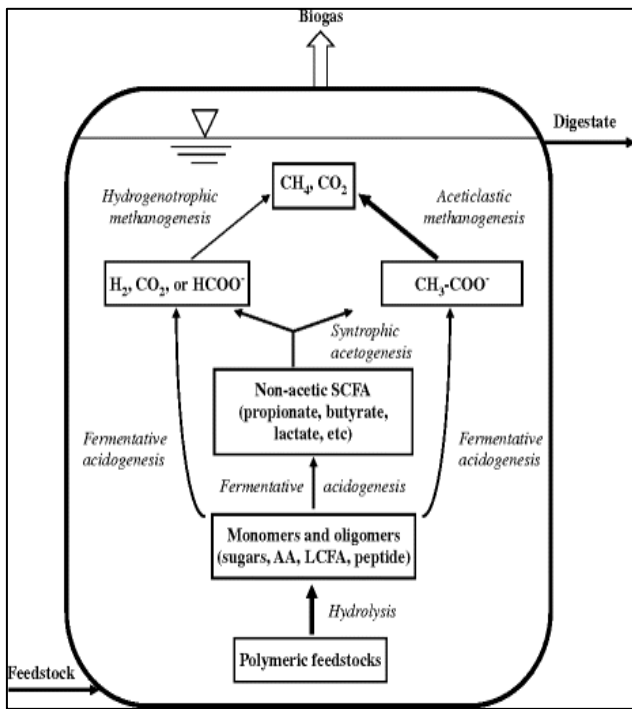 Biogas
Digestate
CH₄, CO₂
Hydrogenotrophic
methanogenesis
Aceticlastic
methanogenesis
H₂, CO₂, or HCOO⁻
CH₃-COO⁻
Syntrophic
acetogenesis
Non-acetic SCFA
(propionate, butyrate,
lactate, etc)
Fermentative
acidogenesis
Fermentative
acidogenesis
Fermentative acidogenesis
Monomers and oligomers
(sugars, AA, LCFA, peptide)
Hydrolysis
Polymeric feedstocks
Feedstock